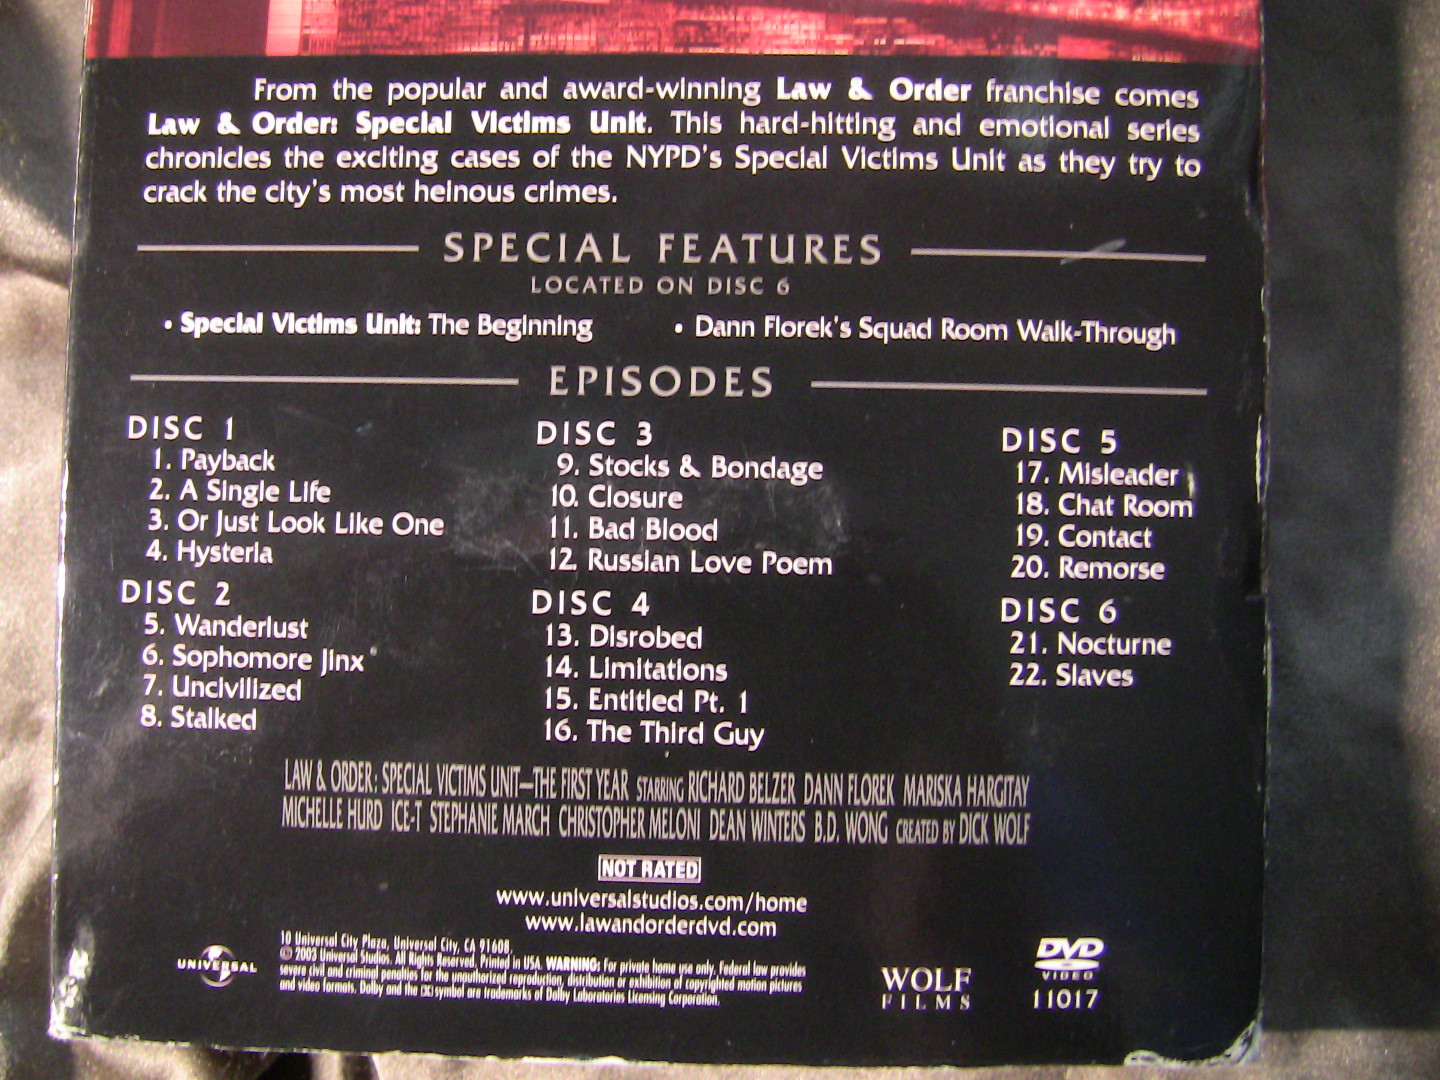 From the popular and award-winning Law & Order franchise comes
Law & Order: Special Victims Unit. This hard-hitting and emotional series
chronicles the exciting cases of the NYPD's Special Victims Unit as they try to
crack the city's most heinous crimes.
SPECIAL FEATURES
LOCATED ON DISC 6
• Special Victims Unit: The Beginning
• Dann Florek's Squad Room Walk-Through
EPISODES
DISC 1
1. Payback
2. A Single Life
3. Or Just Look Like One
4. Hysteria
DISC 2
5. Wanderlust
6. Sophomore Jinx
7. Uncivilized
8. Stalked
DISC 3
9. Stocks & Bondage
10. Closure
11. Bad Blood
12. Russian Love Poem
DISC 4
13. Disrobed
14. Limitations
15. Entitled Pt. 1
16. The Third Guy
DISC 5
17. Misleader
18. Chat Room
19. Contact
20. Remorse
DISC 6
21. Nocturne
22. Slaves
LAW & ORDER: SPECIAL VICTIMS UNIT—THE FIRST YEAR STARRING RICHARD BELZER DANN FLOREK MARISKA HARGITAY
MICHELLE HURD ICE-T STEPHANIE MARCH CHRISTOPHER MELONI DEAN WINTERS B.D. WONG CREATED BY DICK WOLF
NOT RATED
www.universalstudios.com/home
www.lawandorderdvd.com
UNIVERSAL
10 Universal City Plaza, Universal City, CA 91608.
© 2003 Universal Studios. All Rights Reserved. Printed in USA. WARNING: For private home use only. Federal law provides
severe civil and criminal penalties for the unauthorized reproduction, distribution or exhibition of copyrighted motion pictures
and video formats. Dolby and the symbol are trademarks of Dolby Laboratories Licensing Corporation.
WOLF
FILMS
DVD
VIDEO
11017